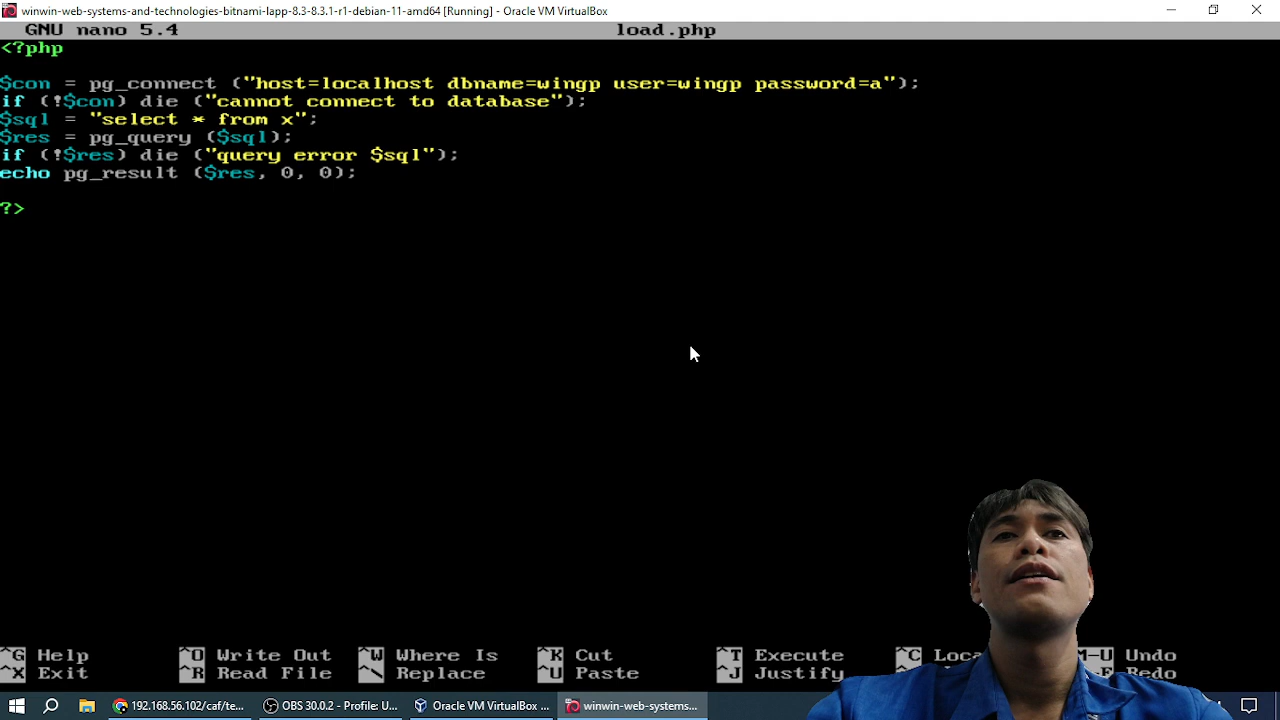 winwin-web-systems-and-technologies-bitnami-lapp-8.3-8.3.1-r1-debian-11-amd64 [Running] - Oracle VM VirtualBox
GNU nano 5.4 load.php
<?php
$con = pg_connect ("host=localhost dbname=wingp user=wingp password=a");
if (!$con) die ("cannot connect to database");
$sql = "select * from x";
$res = pg_query ($sql);
if (!$res) die ("query error $sql");
echo pg_result ($res, 0, 0);
?>
^G Help ^O Write Out ^W Where Is ^K Cut ^T Execute ^C M-U Undo
^X Exit ^R Read File ^\ Replace ^U Paste ^J Justify Redo
192.168.56.102/caf/te... OBS 30.0.2 - Profile: U... Oracle VM VirtualBox ... winwin-web-systems...